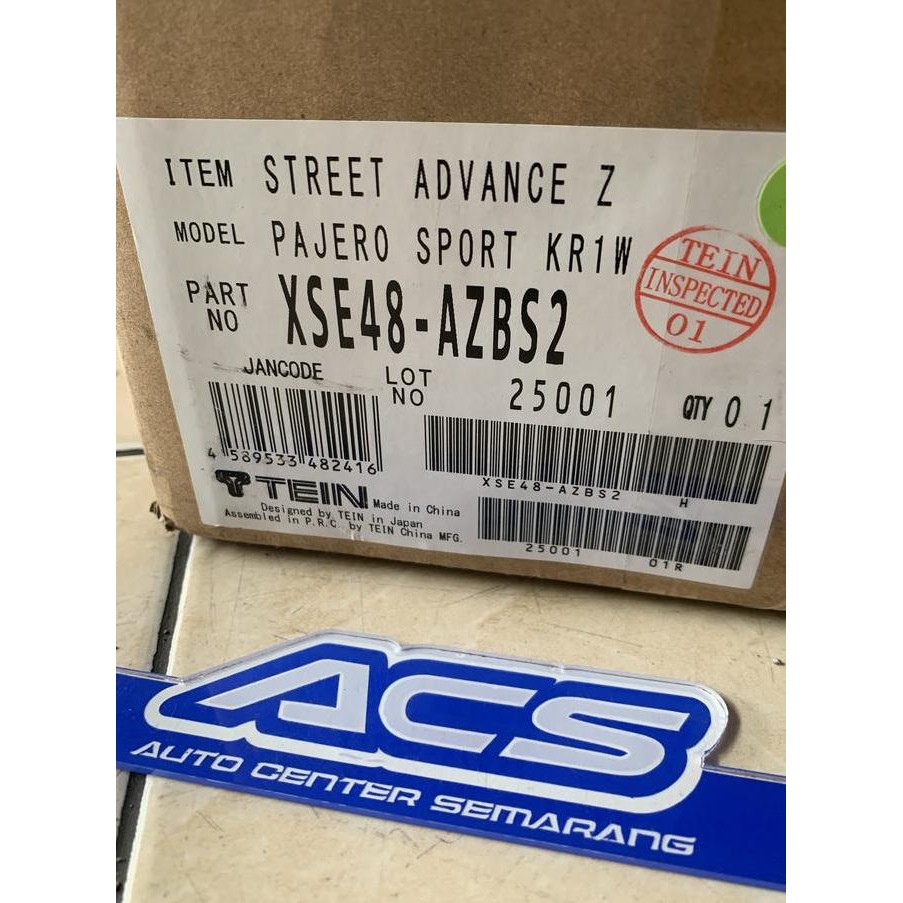 ITEM STREET ADVANCE Z
MODEL PAJERO SPORT KR1W
PART NO XSE48-AZBS2
TEIN
INSPECTED
01
JANCODE
LOT NO 25001 QTY 01
4 589533 482416
XSE48-AZBS2 H
TEIN Made in China
Designed by TEIN in Japan
Assembled in P.R.C. by TEIN China MFG.
25001 01R
ACS
AUTO CENTER SEMARANG